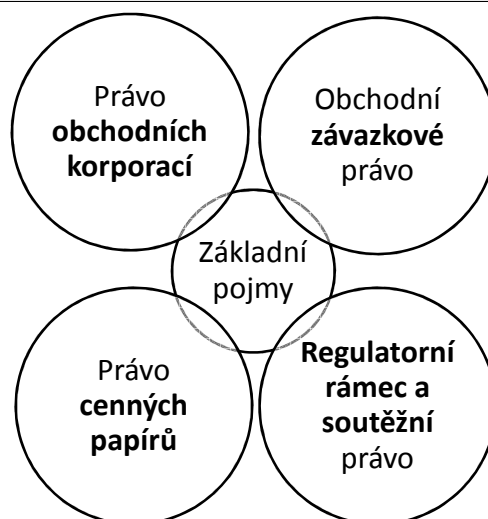 Právo
obchodních
korporací
Obchodní
závazkové
právo
Základní
pojmy
Právo
cenných
papírů
Regulatorní
rámec a
soutěžní
právo